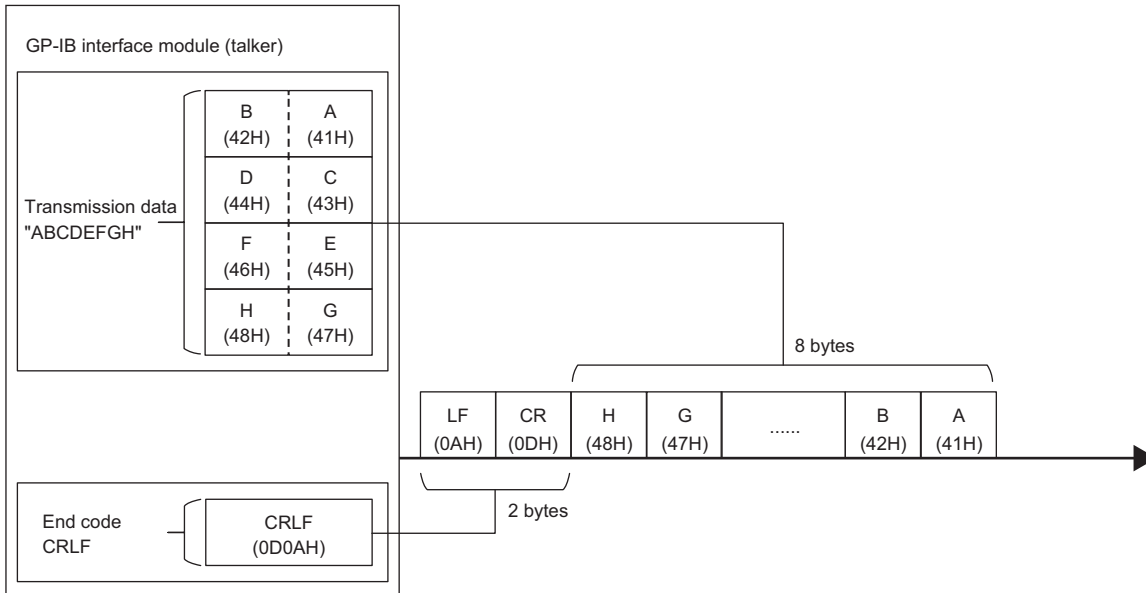 GP-IB interface module (talker)
B A
(42H) (41H)
D C
(44H) (43H)
Transmission data
"ABCDEFGH"
F E
(46H) (45H)
H G
(48H) (47H)
8 bytes
LF CR H G ...... B A
(0AH) (0DH) (48H) (47H) (42H) (41H)
2 bytes
End code
CRLF
CRLF
(0D0AH)